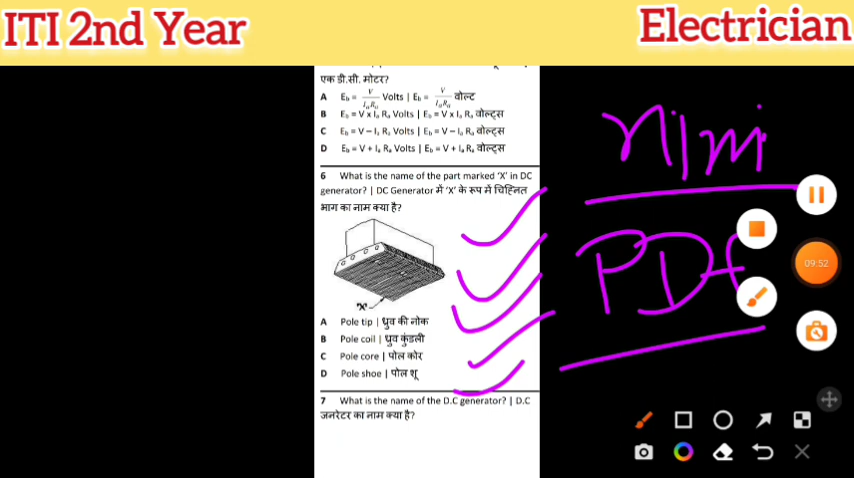 ITI 2nd Year
Electrician
एक डी.सी. मोटर?
A Eb = V/IaRa Volts | Eb = V/IaRa वोल्ट
B Eb = V x Ia Ra Volts | Eb = V x Ia Ra वोल्ट्स
C Eb = V – Ia Ra Volts | Eb = V – Ia Ra वोल्ट्स
D Eb = V + Ia Ra Volts | Eb = V + Ia Ra वोल्ट्स
6 What is the name of the part marked 'X' in DC
generator? | DC Generator में 'X' के रूप में चिह्नित
भाग का नाम क्या है?
'X'
A Pole tip | ध्रुव की नोक
B Pole coil | ध्रुव कुंडली
C Pole core | पोल कोर
D Pole shoe | पोल शू
7 What is the name of the D.C generator? | D.C
जनरेटर का नाम क्या है?
nimi
PDf
09:52